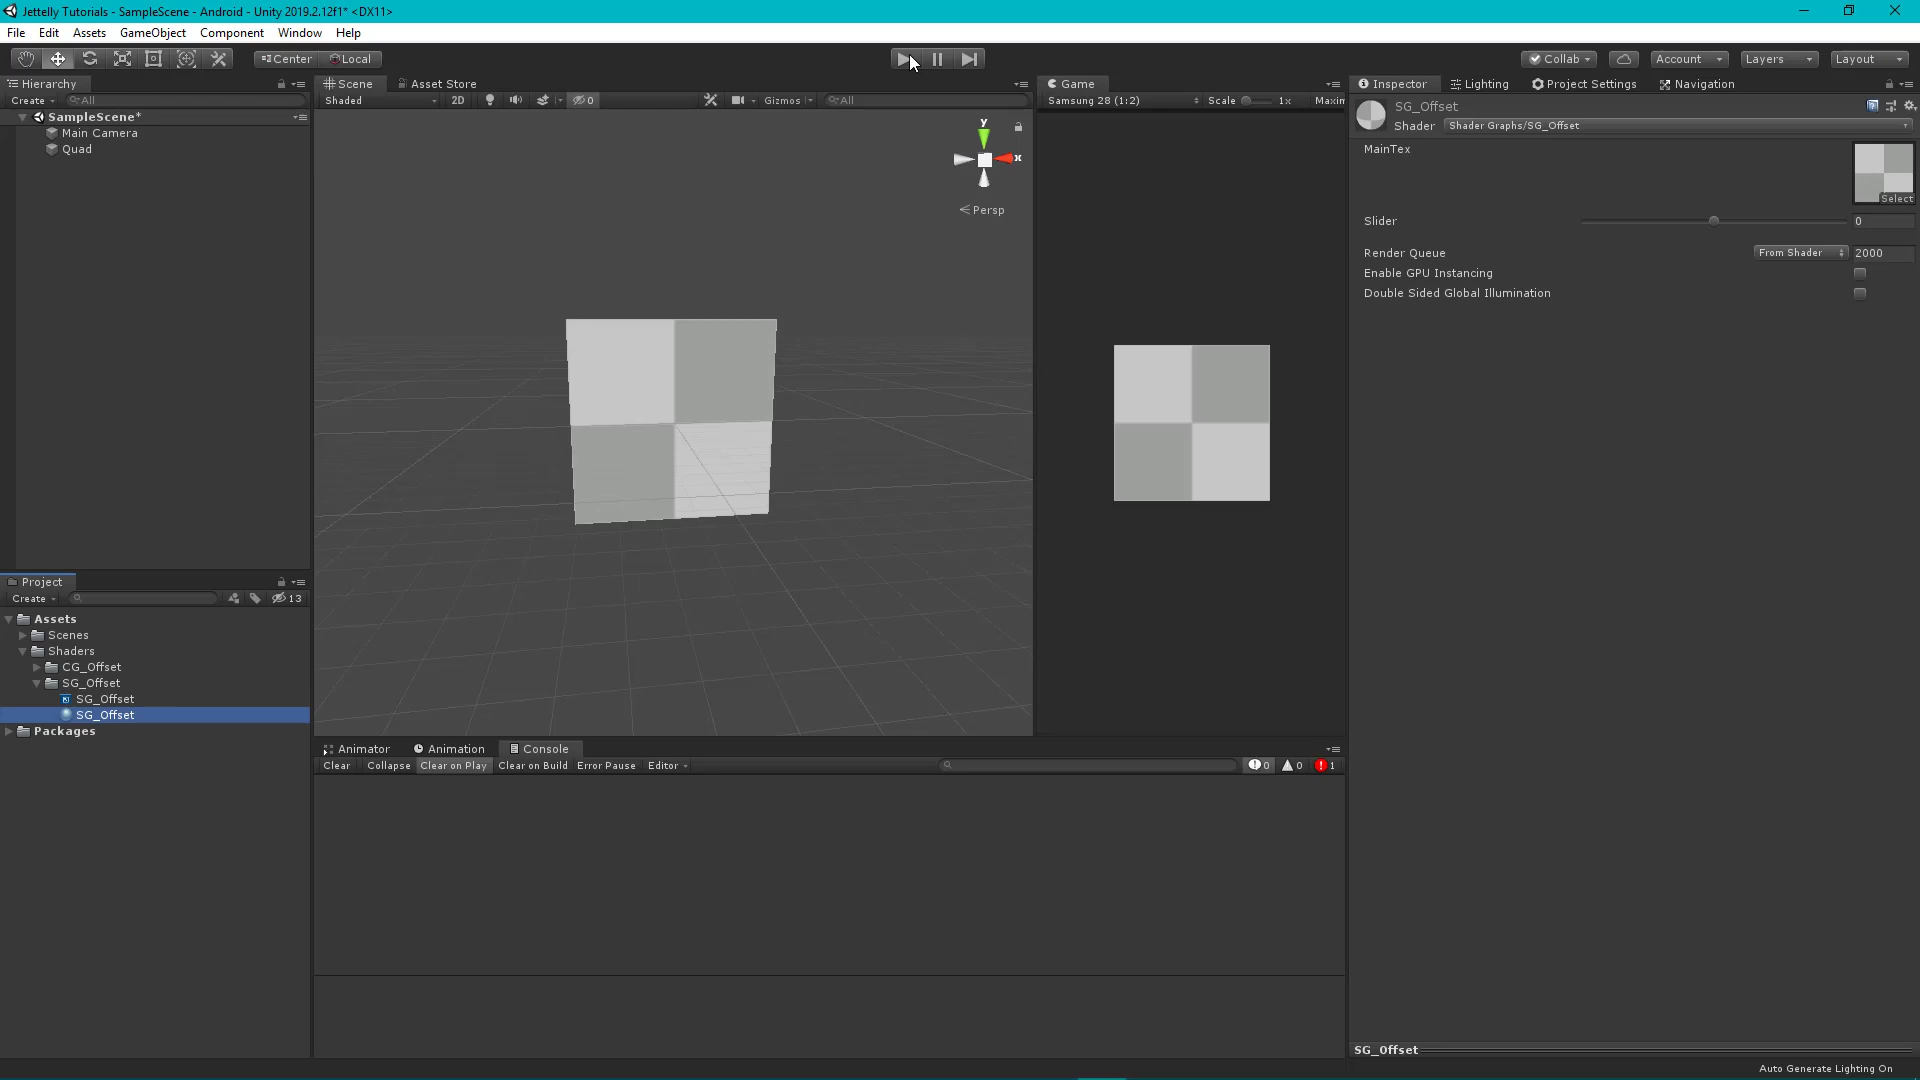 Jettelly Tutorials - SampleScene - Android - Unity 2019.2.12f1* <DX11>
File Edit Assets GameObject Component Window Help
Center Local
Collab
Account
Layers
Layout
Hierarchy
Create All
SampleScene*
Main Camera
Quad
Scene Asset Store
Shaded 2D 0 Gizmos All
y
x
Persp
Game
Samsung 28 (1:2) Scale 1x Maxim
Inspector Lighting Project Settings Navigation
SG_Offset
Shader Shader Graphs/SG_Offset
MainTex
Select
Slider 0
Render Queue From Shader 2000
Enable GPU Instancing
Double Sided Global Illumination
Project
Create 13
Assets
Scenes
Shaders
CG_Offset
SG_Offset
SG_Offset
SG_Offset
Packages
Animator Animation Console
Clear Collapse Clear on Play Clear on Build Error Pause Editor 0 0 1
SG_Offset
Auto Generate Lighting On